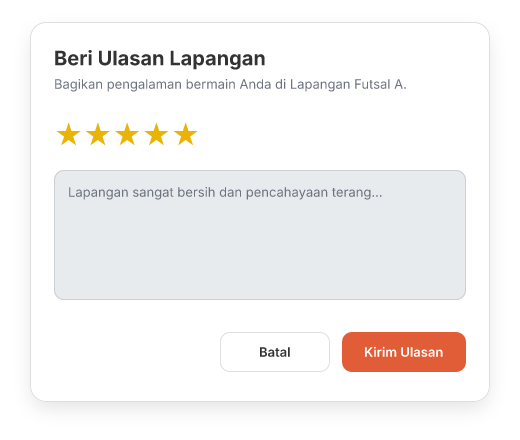 Beri Ulasan Lapangan
Bagikan pengalaman bermain Anda di Lapangan Futsal A.
★★★★★
Lapangan sangat bersih dan pencahayaan terang...
Batal
Kirim Ulasan